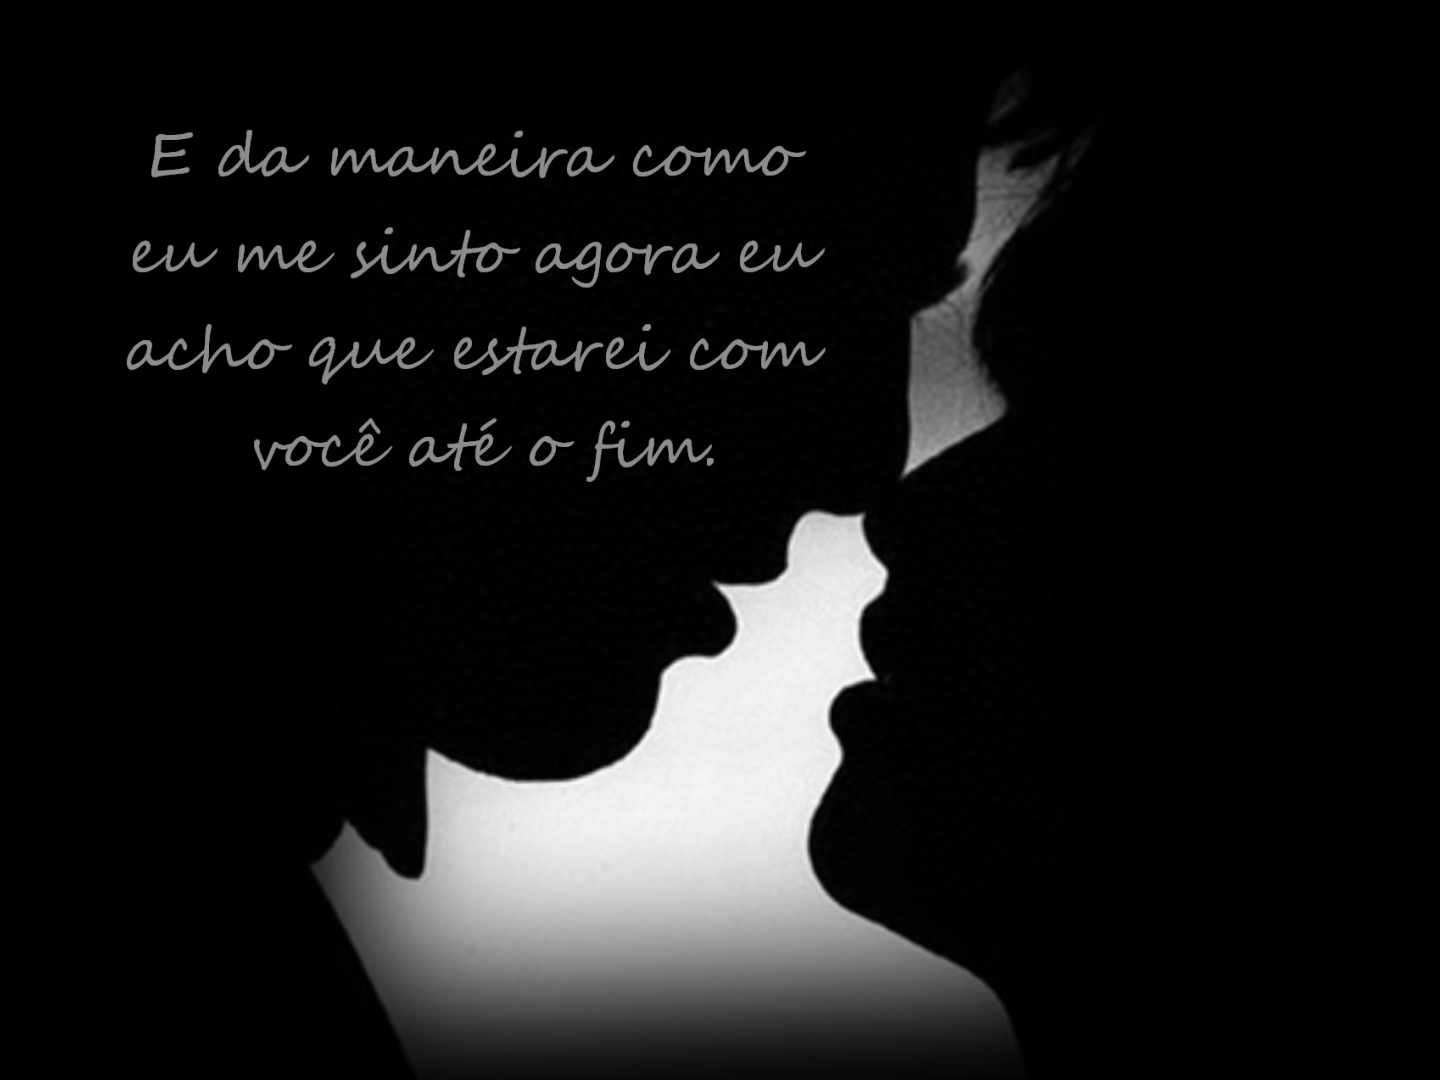 E da maneira como
eu me sinto agora eu
acho que estarei com
você até o fim.